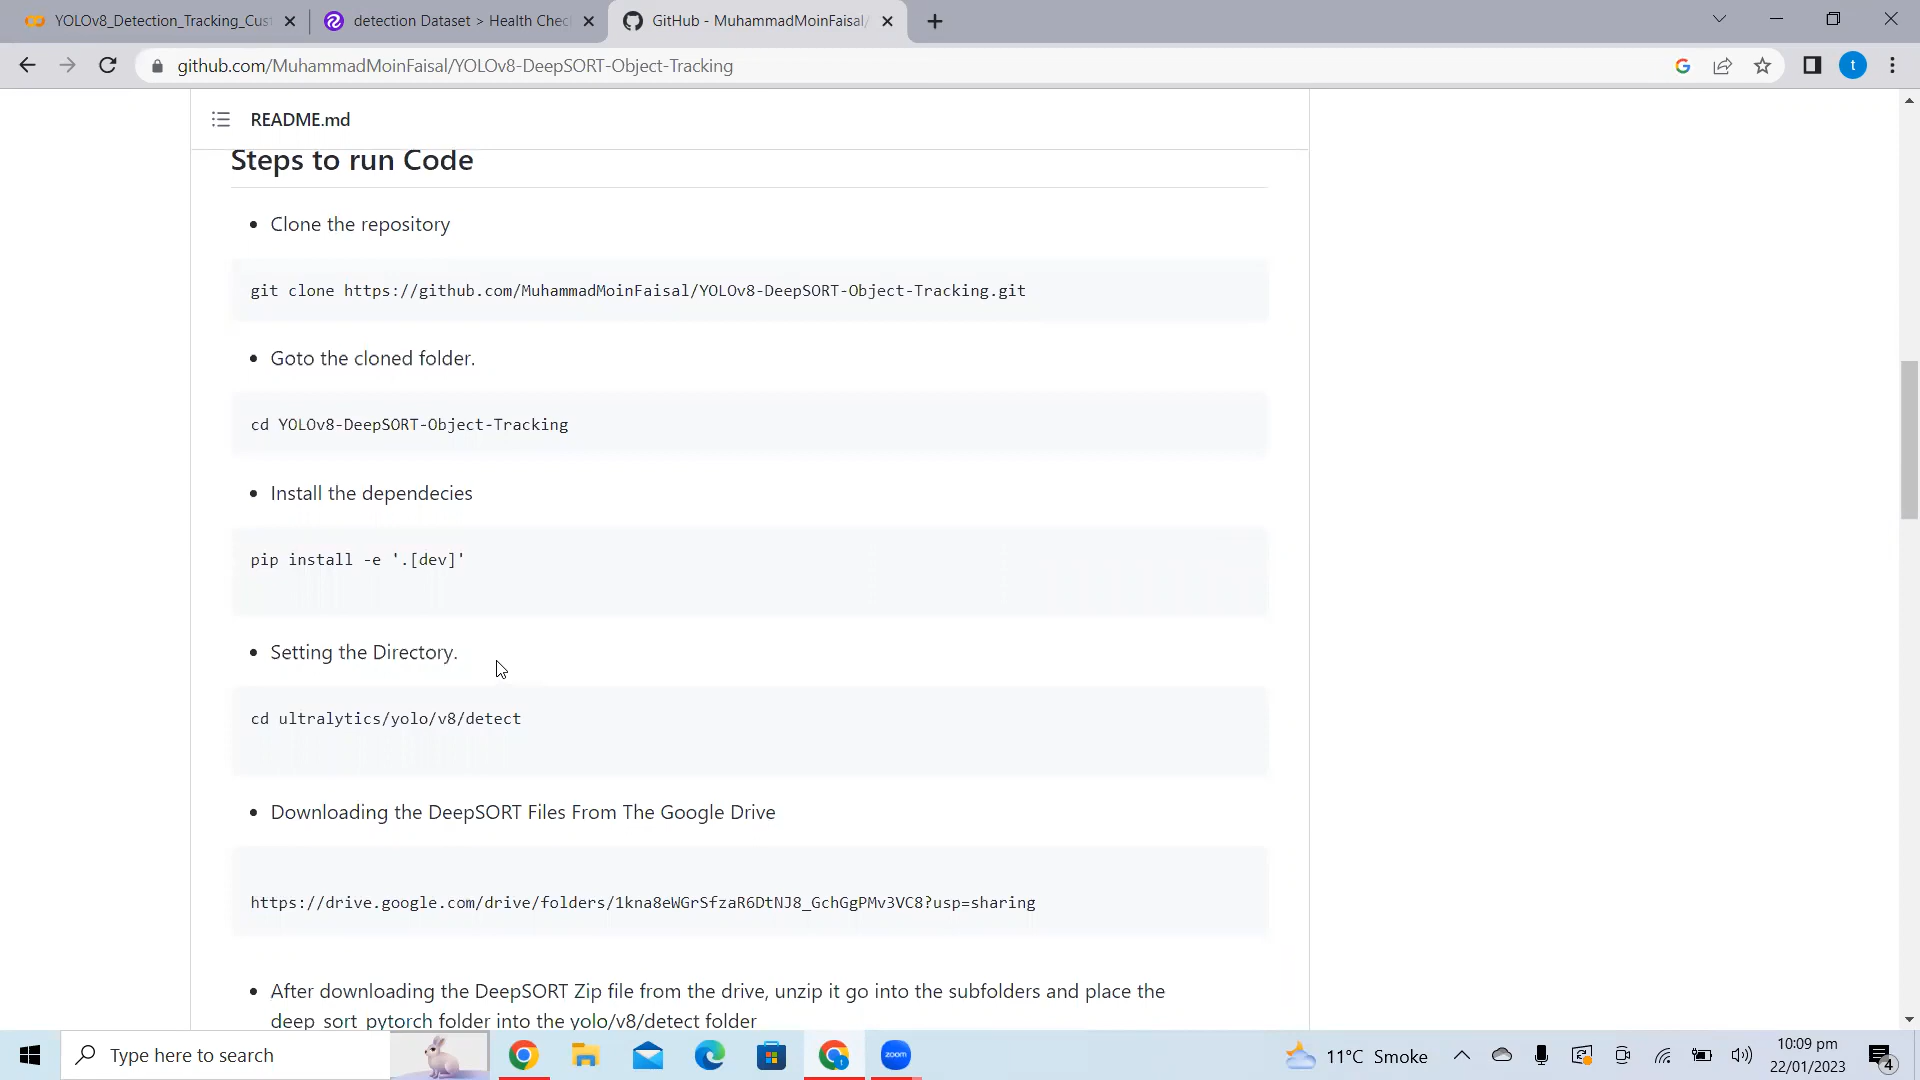 YOLOv8_Detection_Tracking_Cus
detection Dataset > Health Chec
GitHub - MuhammadMoinFaisal/
github.com/MuhammadMoinFaisal/YOLOv8-DeepSORT-Object-Tracking
t
README.md
Steps to run Code
Clone the repository
git clone https://github.com/MuhammadMoinFaisal/YOLOv8-DeepSORT-Object-Tracking.git
Goto the cloned folder.
cd YOLOv8-DeepSORT-Object-Tracking
Install the dependecies
pip install -e '.[dev]'
Setting the Directory.
cd ultralytics/yolo/v8/detect
Downloading the DeepSORT Files From The Google Drive
https://drive.google.com/drive/folders/1kna8eWGrSfzaR6DtNJ8_GchGgPMv3VC8?usp=sharing
After downloading the DeepSORT Zip file from the drive, unzip it go into the subfolders and place the
deep_sort_pytorch folder into the yolo/v8/detect folder
Type here to search
zoom
11°C Smoke
10:09 pm
22/01/2023
4